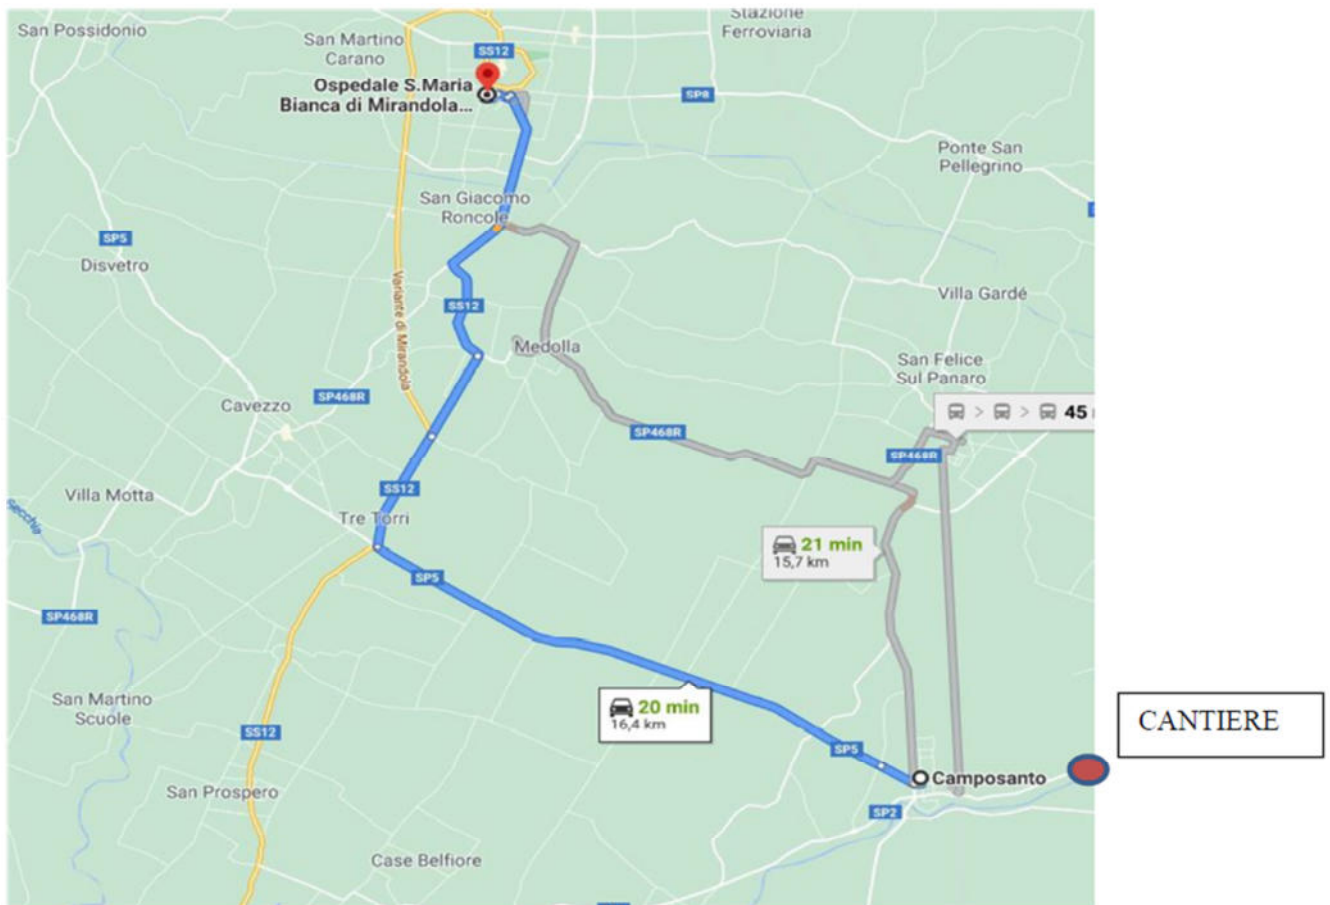 San Possidonio
Stazione
Ferroviaria
San Martino
Carano
SS12
Ospedale S.Maria
Bianca di Mirandola...
SP8
Ponte San
Pellegrino
San Giacomo
Roncole
SP5
Disvetro
Variante di Mirandola
SS12
Villa Gardé
Medolla
San Felice
Sul Panaro
SP468R
Cavezzo
> > 45
SP468R
SP468R
SS12
Villa Motta
secchia
Tre Torri
21 min
15,7 km
SP5
SP468R
San Martino
Scuole
20 min
16,4 km
CANTIERE
SS12
SP5
Camposanto
San Prospero
SP2
Case Belfiore